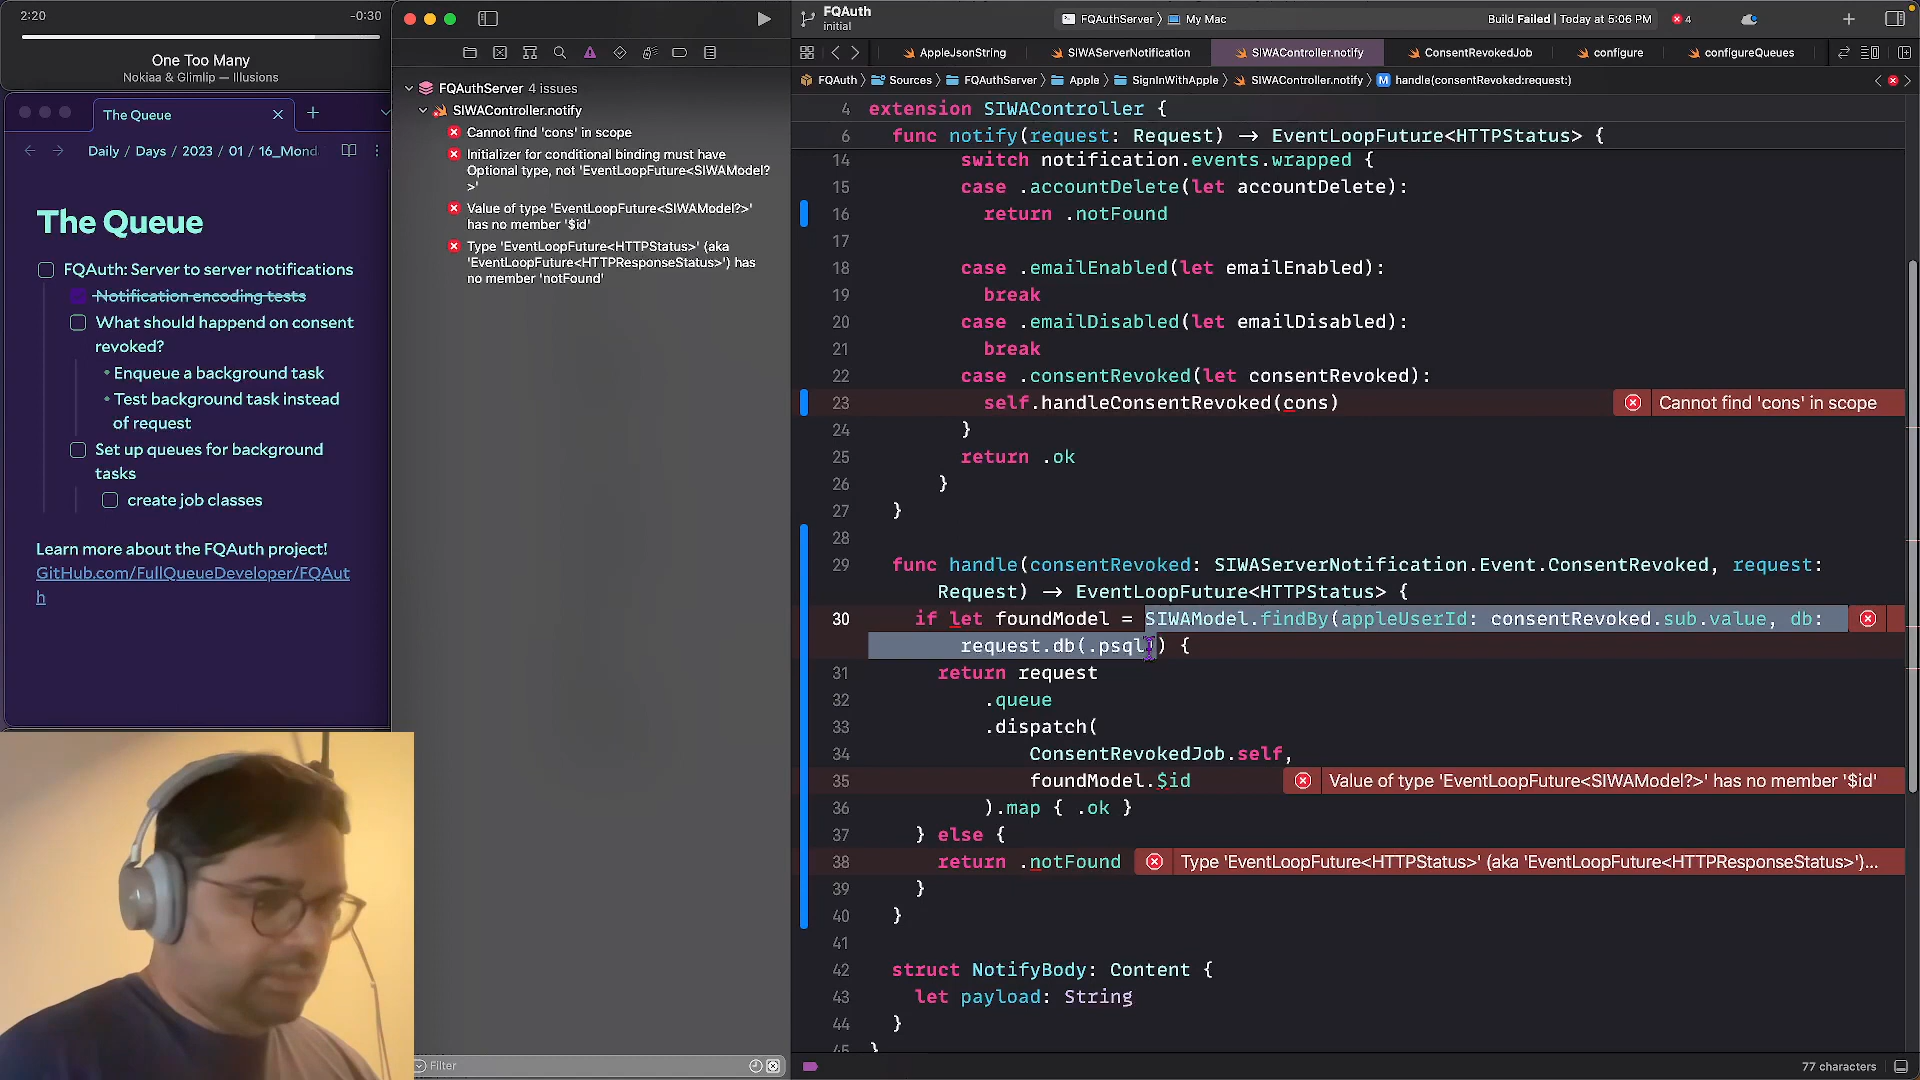 2:20
-0:30
One Too Many
Nokiaa & Glimlip — Illusions
The Queue
Daily / Days / 2023 / 01 / 16_Mond
The Queue
FQAuth: Server to server notifications
Notification encoding tests
What should happend on consent
revoked?
• Enqueue a background task
• Test background task instead
of request
Set up queues for background
tasks
create job classes
Learn more about the FQAuth project!
GitHub.com/FullQueueDeveloper/FQAut
h
FQAuthServer 4 issues
SIWAController.notify
Cannot find 'cons' in scope
Initializer for conditional binding must have
Optional type, not 'EventLoopFuture<SIWAModel?
>'
Value of type 'EventLoopFuture<SIWAModel?>'
has no member '$id'
Type 'EventLoopFuture<HTTPStatus>' (aka
'EventLoopFuture<HTTPResponseStatus>') has
no member 'notFound'
Filter
FQAuth
initial
FQAuthServer > My Mac
Build Failed | Today at 5:06 PM
4
AppleJsonString
SIWAServerNotification
SIWAController.notify
ConsentRevokedJob
configure
configureQueues
FQAuth > Sources > FQAuthServer > Apple > SignInWithApple > SIWAController.notify > M handle(consentRevoked:request:)
4 extension SIWAController {
6 func notify(request: Request) -> EventLoopFuture<HTTPStatus> {
14 switch notification.events.wrapped {
15 case .accountDelete(let accountDelete):
16 return .notFound
17
18 case .emailEnabled(let emailEnabled):
19 break
20 case .emailDisabled(let emailDisabled):
21 break
22 case .consentRevoked(let consentRevoked):
23 self.handleConsentRevoked(cons) Cannot find 'cons' in scope
24 }
25 return .ok
26 }
27 }
28
29 func handle(consentRevoked: SIWAServerNotification.Event.ConsentRevoked, request:
Request) -> EventLoopFuture<HTTPStatus> {
30 if let foundModel = SIWAModel.findBy(appleUserId: consentRevoked.sub.value, db:
request.db(.psql)) {
31 return request
32 .queue
33 .dispatch(
34 ConsentRevokedJob.self,
35 foundModel.$id Value of type 'EventLoopFuture<SIWAModel?>' has no member '$id'
36 ).map { .ok }
37 } else {
38 return .notFound Type 'EventLoopFuture<HTTPStatus>' (aka 'EventLoopFuture<HTTPResponseStatus>')...
39 }
40 }
41
42 struct NotifyBody: Content {
43 let payload: String
44 }
45 }
77 characters